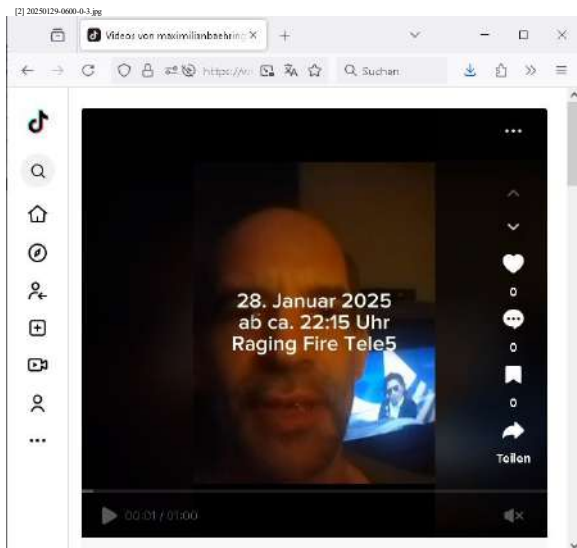 [2] 20250129-0600-0-3.jpg
Videos von maximilianbaehring
Suchen
28. Januar 2025
ab ca. 22:15 Uhr
Raging Fire Tele5
0
0
0
Teilen
00:01 / 01:00